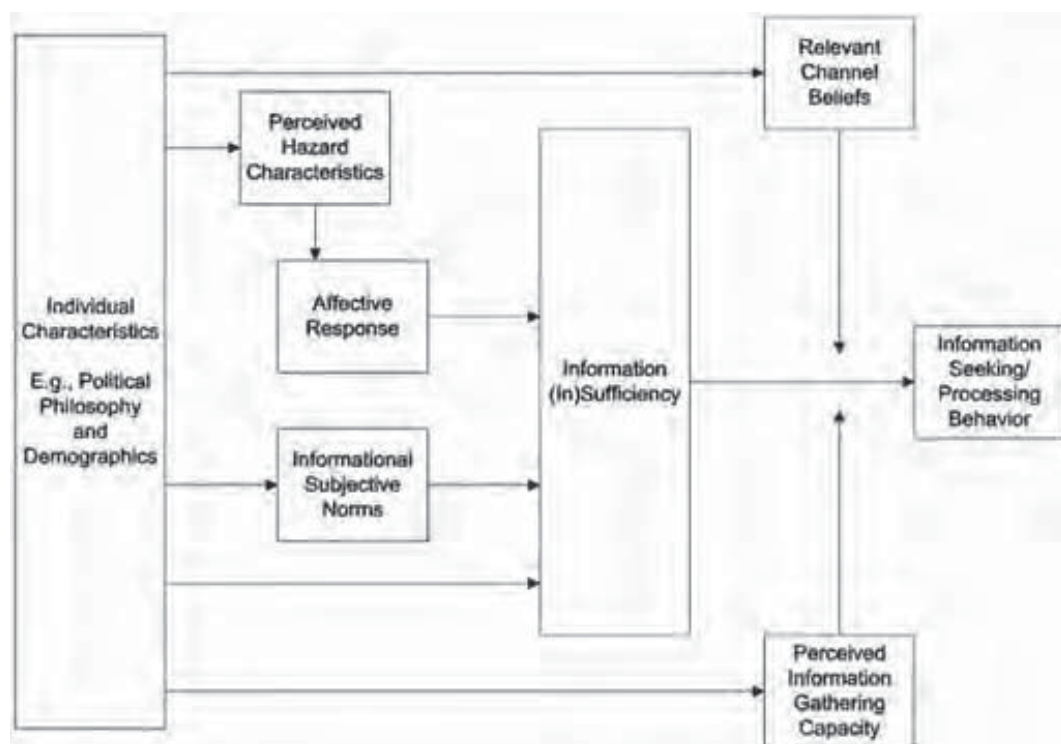 Relevant
Channel
Beliefs
Perceived
Hazard
Characteristics
Individual
Characteristics
E.g., Political
Philosophy
and
Demographics
Affective
Response
Information
(In)Sufficiency
Information
Seeking/
Processing
Behavior
Informational
Subjective
Norms
Perceived
Information
Gathering
Capacity